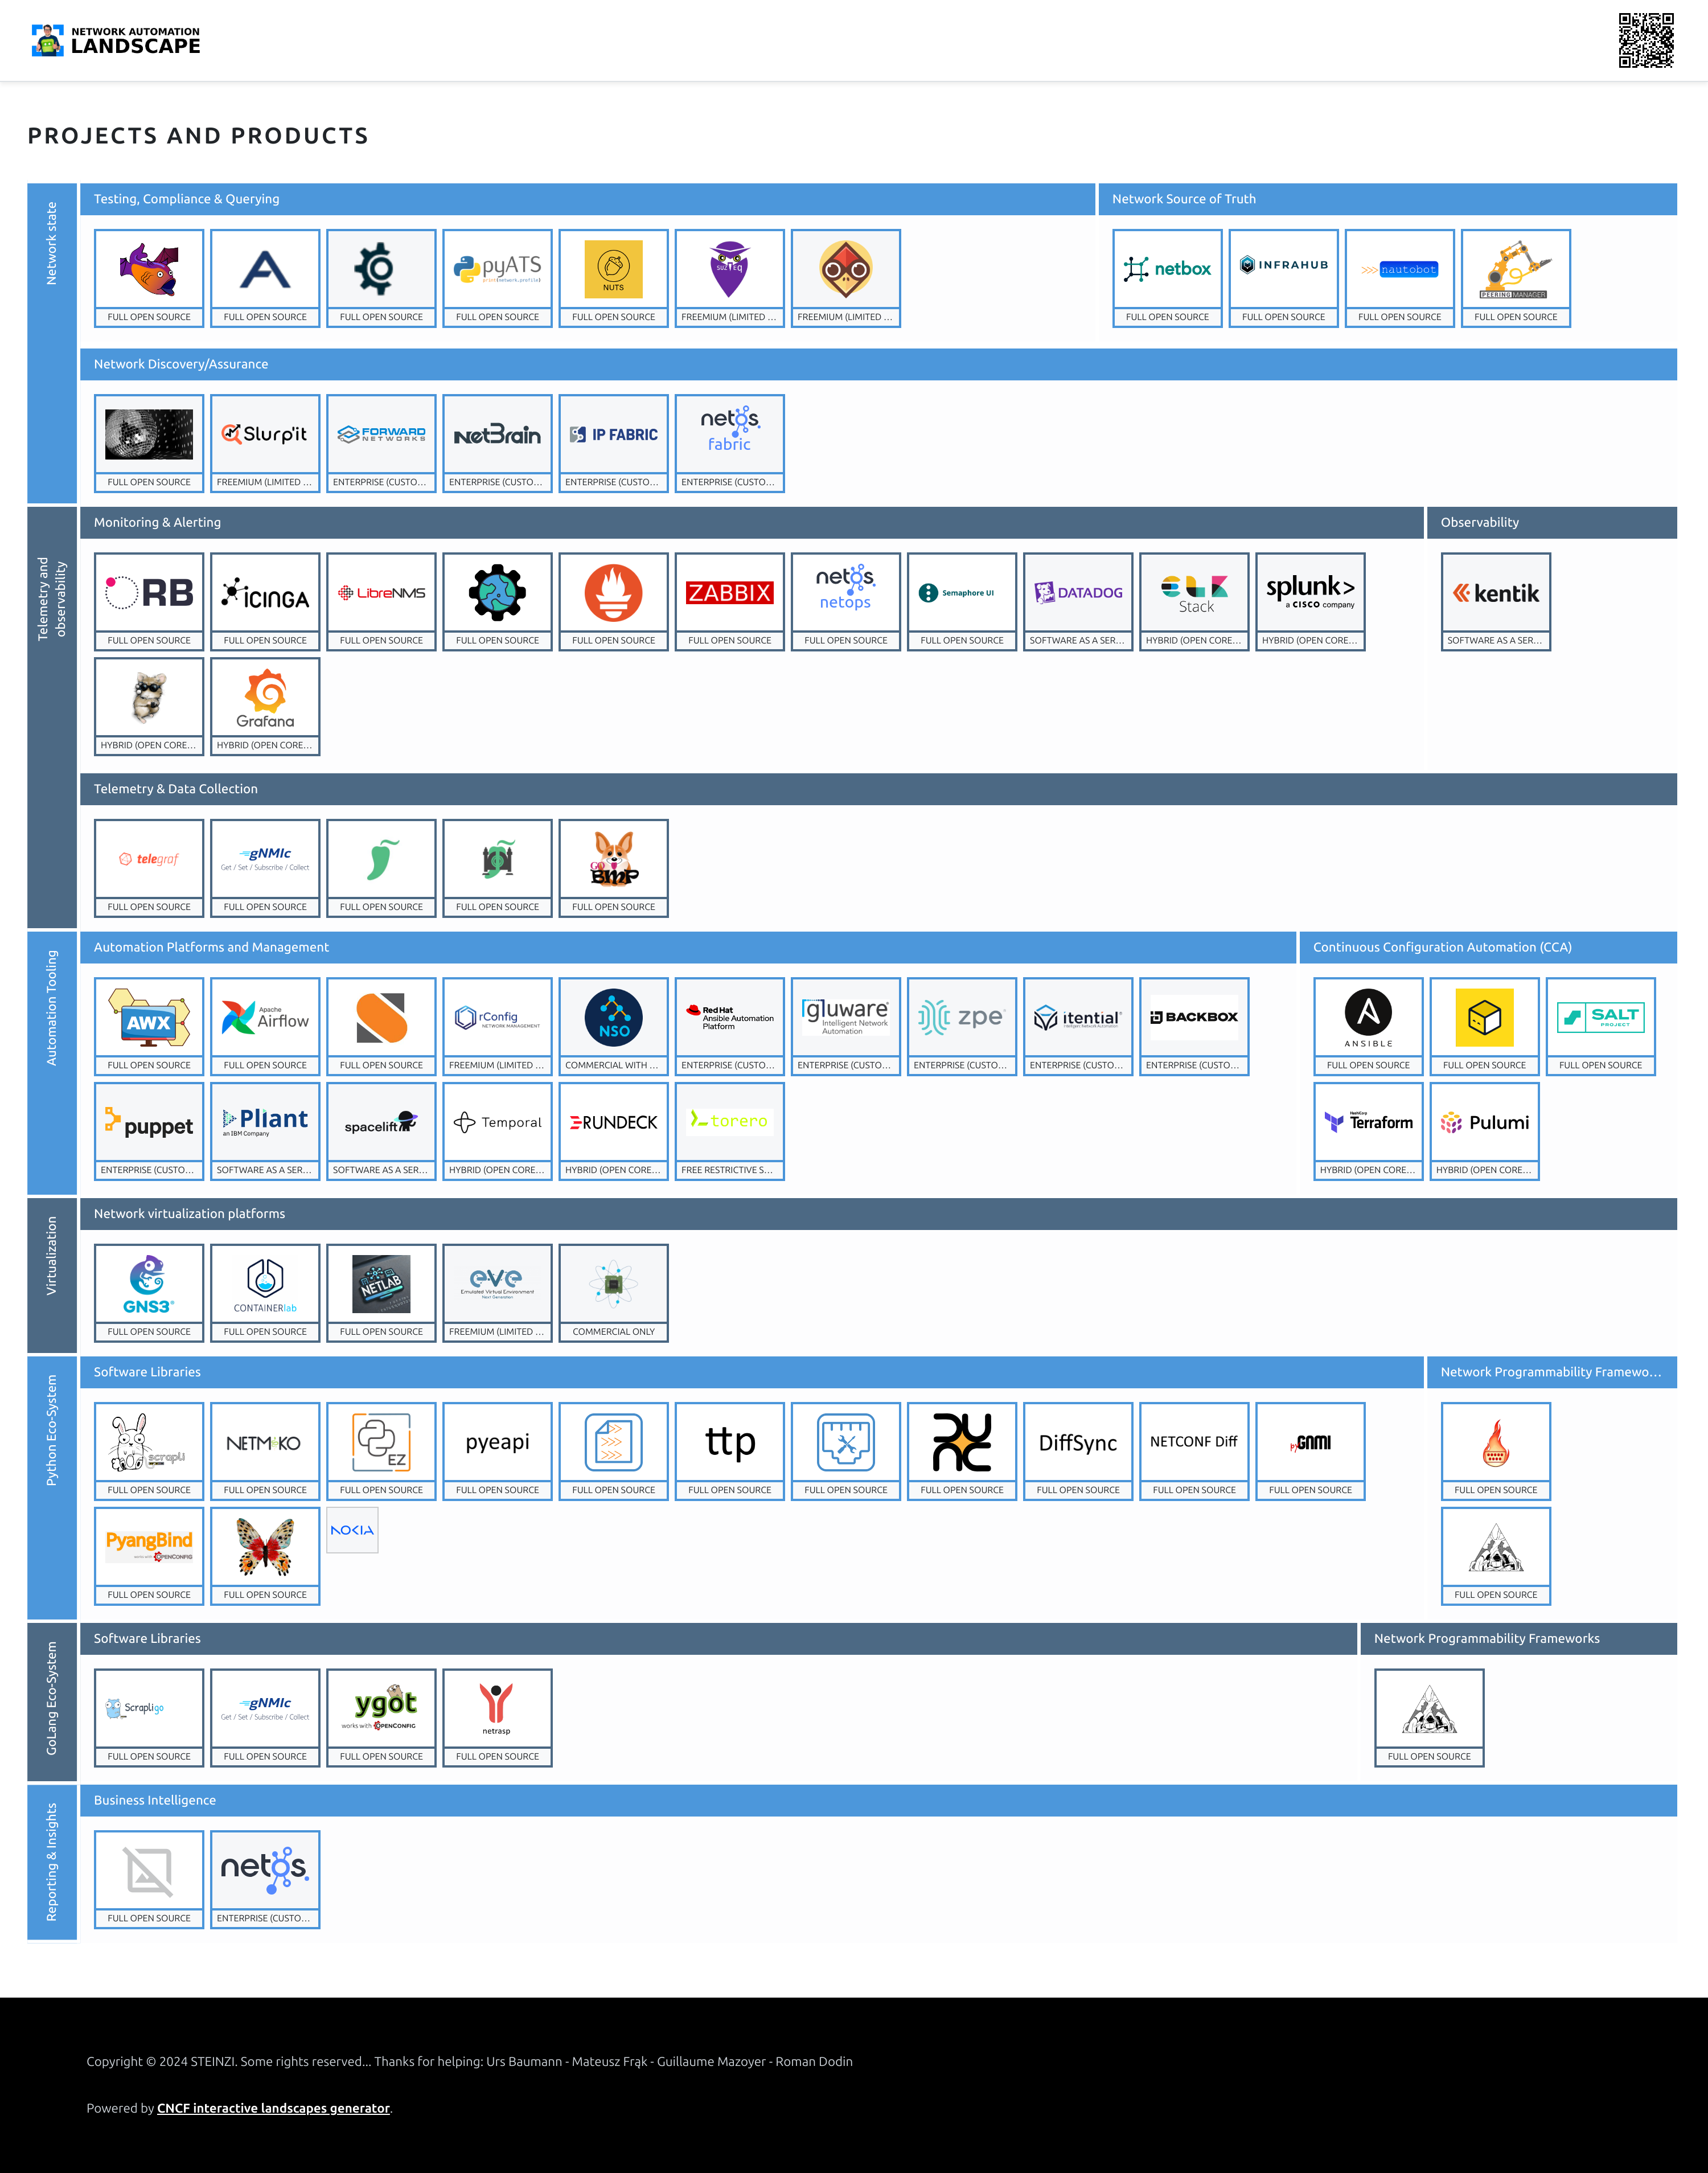 NETWORK AUTOMATION
LANDSCAPE
PROJECTS AND PRODUCTS
Network state
Testing, Compliance & Querying
pyATS
print(network.profile)
NUTS
SUZIEQ
FULL OPEN SOURCE
FULL OPEN SOURCE
FULL OPEN SOURCE
FULL OPEN SOURCE
FULL OPEN SOURCE
FREEMIUM (LIMITED ...
FREEMIUM (LIMITED ...
Network Source of Truth
netbox
INFRAHUB
>>>nautobot
PEERING MANAGER
FULL OPEN SOURCE
FULL OPEN SOURCE
FULL OPEN SOURCE
FULL OPEN SOURCE
Network Discovery/Assurance
Slurp'it
FORWARD
NETWORKS
NetBrain
IP FABRIC
netos
fabric
FULL OPEN SOURCE
FREEMIUM (LIMITED ...
ENTERPRISE (CUSTO...
ENTERPRISE (CUSTO...
ENTERPRISE (CUSTO...
ENTERPRISE (CUSTO...
Telemetry and
observability
Monitoring & Alerting
RB
ICINGA
LibreNMS
ZABBIX
netos
netops
Semaphore UI
DATADOG
Stack
splunk>
a CISCO company
FULL OPEN SOURCE
FULL OPEN SOURCE
FULL OPEN SOURCE
FULL OPEN SOURCE
FULL OPEN SOURCE
FULL OPEN SOURCE
FULL OPEN SOURCE
FULL OPEN SOURCE
SOFTWARE AS A SER...
HYBRID (OPEN CORE...
HYBRID (OPEN CORE...
Grafana
HYBRID (OPEN CORE...
HYBRID (OPEN CORE...
Observability
kentik
SOFTWARE AS A SER...
Telemetry & Data Collection
telegraf
gNMIc
Get / Set / Subscribe / Collect
GO
BMP
FULL OPEN SOURCE
FULL OPEN SOURCE
FULL OPEN SOURCE
FULL OPEN SOURCE
FULL OPEN SOURCE
Automation Tooling
Automation Platforms and Management
AWX
Apache
Airflow
rConfig
NETWORK MANAGEMENT
NSO
Red Hat
Ansible Automation
Platform
gluware®
Intelligent Network
Automation
zpe
itential
Intelligent Network Automation
BACKBOX
FULL OPEN SOURCE
FULL OPEN SOURCE
FULL OPEN SOURCE
FREEMIUM (LIMITED ...
COMMERCIAL WITH ...
ENTERPRISE (CUSTO...
ENTERPRISE (CUSTO...
ENTERPRISE (CUSTO...
ENTERPRISE (CUSTO...
ENTERPRISE (CUSTO...
puppet
Pliant
an IBM Company
spacelift
Temporal
RUNDECK
torero
ENTERPRISE (CUSTO...
SOFTWARE AS A SER...
SOFTWARE AS A SER...
HYBRID (OPEN CORE...
HYBRID (OPEN CORE...
FREE RESTRICTIVE S...
Continuous Configuration Automation (CCA)
ANSIBLE
SALT
PROJECT
FULL OPEN SOURCE
FULL OPEN SOURCE
FULL OPEN SOURCE
HashiCorp
Terraform
Pulumi
HYBRID (OPEN CORE...
HYBRID (OPEN CORE...
Virtualization
Network virtualization platforms
GNS3
CONTAINERlab
NETLAB
eve
Emulated Virtual Environment
Next Generation
FULL OPEN SOURCE
FULL OPEN SOURCE
FULL OPEN SOURCE
FREEMIUM (LIMITED ...
COMMERCIAL ONLY
Python Eco-System
Software Libraries
scrapli
NETMIKO
EZ
pyeapi
ttp
DiffSync
NETCONF Diff
pyGNMI
FULL OPEN SOURCE
FULL OPEN SOURCE
FULL OPEN SOURCE
FULL OPEN SOURCE
FULL OPEN SOURCE
FULL OPEN SOURCE
FULL OPEN SOURCE
FULL OPEN SOURCE
FULL OPEN SOURCE
FULL OPEN SOURCE
FULL OPEN SOURCE
PyangBind
works with OPENCONFIG
NOKIA
FULL OPEN SOURCE
FULL OPEN SOURCE
Network Programmability Framewo...
FULL OPEN SOURCE
FULL OPEN SOURCE
GoLang Eco-System
Software Libraries
Scrapligo
gNMIc
Get / Set / Subscribe / Collect
ygot
works with OPENCONFIG
netrasp
FULL OPEN SOURCE
FULL OPEN SOURCE
FULL OPEN SOURCE
FULL OPEN SOURCE
Network Programmability Frameworks
FULL OPEN SOURCE
Reporting & Insights
Business Intelligence
netos
FULL OPEN SOURCE
ENTERPRISE (CUSTO...
Copyright © 2024 STEINZI. Some rights reserved... Thanks for helping: Urs Baumann - Mateusz Frąk - Guillaume Mazoyer - Roman Dodin
Powered by CNCF interactive landscapes generator.